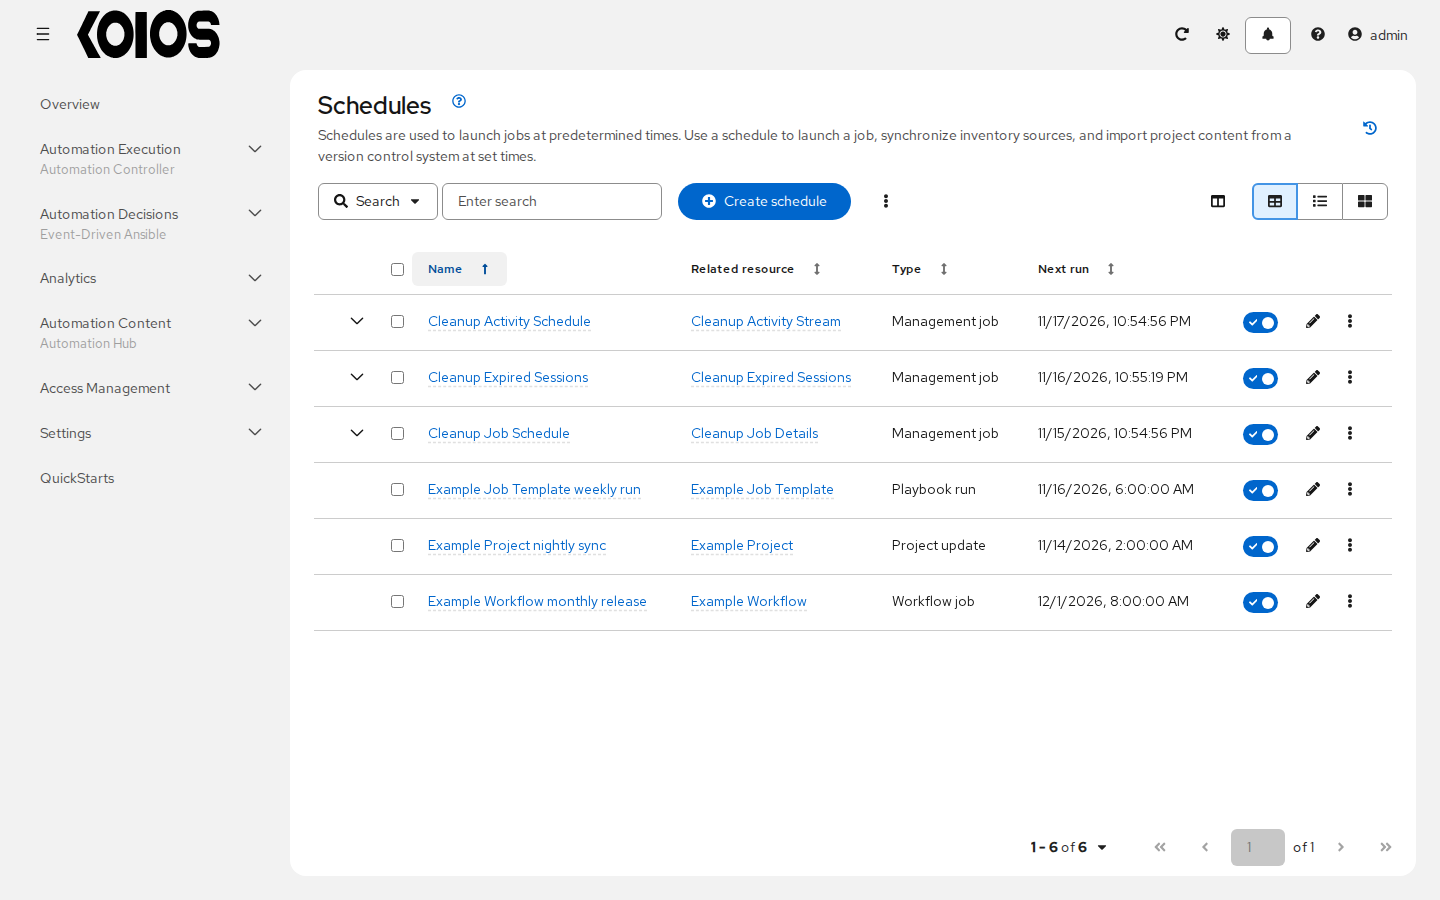 KOIOS
admin
Overview
Automation Execution
Automation Controller
Automation Decisions
Event-Driven Ansible
Analytics
Automation Content
Automation Hub
Access Management
Settings
QuickStarts
Schedules
Schedules are used to launch jobs at predetermined times. Use a schedule to launch a job, synchronize inventory sources, and import project content from a
version control system at set times.
Search Enter search Create schedule
Name Related resource Type Next run
Cleanup Activity Schedule Cleanup Activity Stream Management job 11/17/2026, 10:54:56 PM
Cleanup Expired Sessions Cleanup Expired Sessions Management job 11/16/2026, 10:55:19 PM
Cleanup Job Schedule Cleanup Job Details Management job 11/15/2026, 10:54:56 PM
Example Job Template weekly run Example Job Template Playbook run 11/16/2026, 6:00:00 AM
Example Project nightly sync Example Project Project update 11/14/2026, 2:00:00 AM
Example Workflow monthly release Example Workflow Workflow job 12/1/2026, 8:00:00 AM
1 - 6 of 6 1 of 1